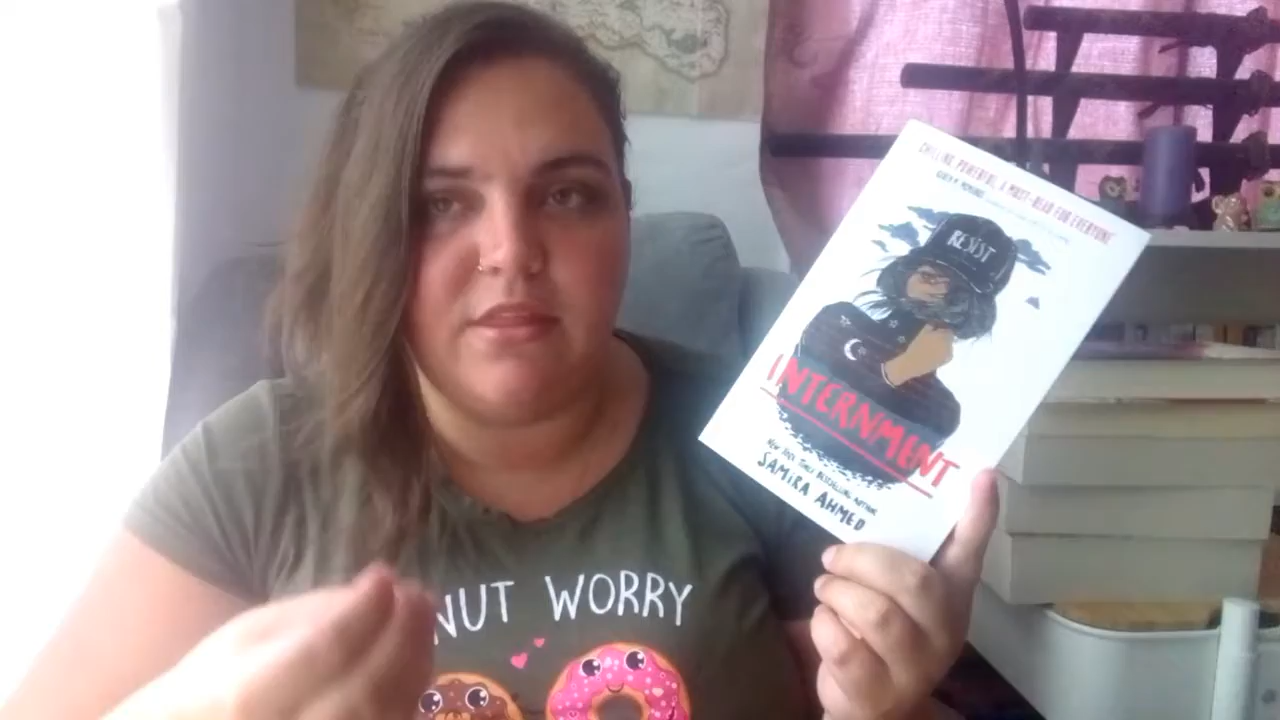 NUT WORRY
CHILLING, POWERFUL, A MUST-READ FOR EVERYONE
RESIST
INTERNMENT
NEW YORK TIMES BESTSELLING AUTHOR
SAMIRA AHMED